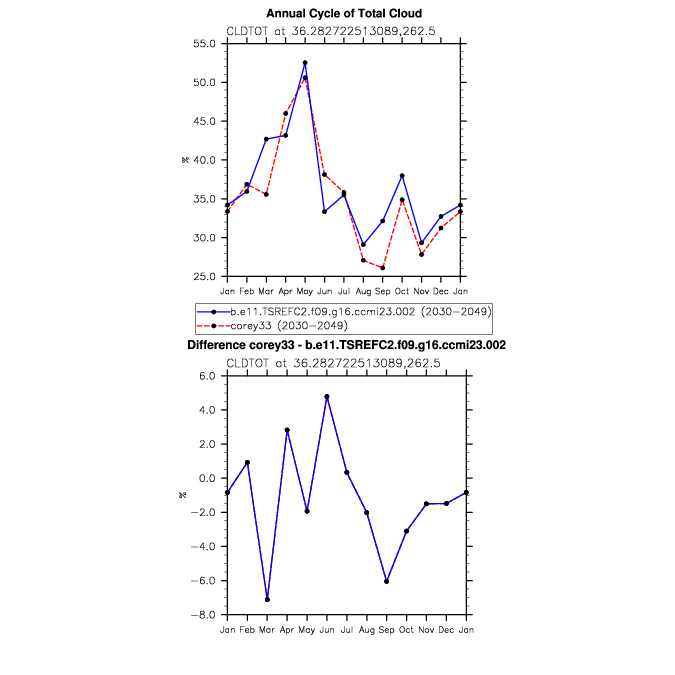 Annual Cycle of Total Cloud
CLDTOT at 36.282722513089,262.5
55.0
50.0
45.0
40.0
35.0
30.0
25.0
%
Jan Feb Mar Apr May Jun Jul Aug Sep Oct Nov Dec Jan
b.e11.TSREFC2.f09.g16.ccmi23.002 (2030-2049)
corey33 (2030-2049)
Difference corey33 - b.e11.TSREFC2.f09.g16.ccmi23.002
CLDTOT at 36.282722513089,262.5
6.0
4.0
2.0
0.0
-2.0
-4.0
-6.0
-8.0
%
Jan Feb Mar Apr May Jun Jul Aug Sep Oct Nov Dec Jan